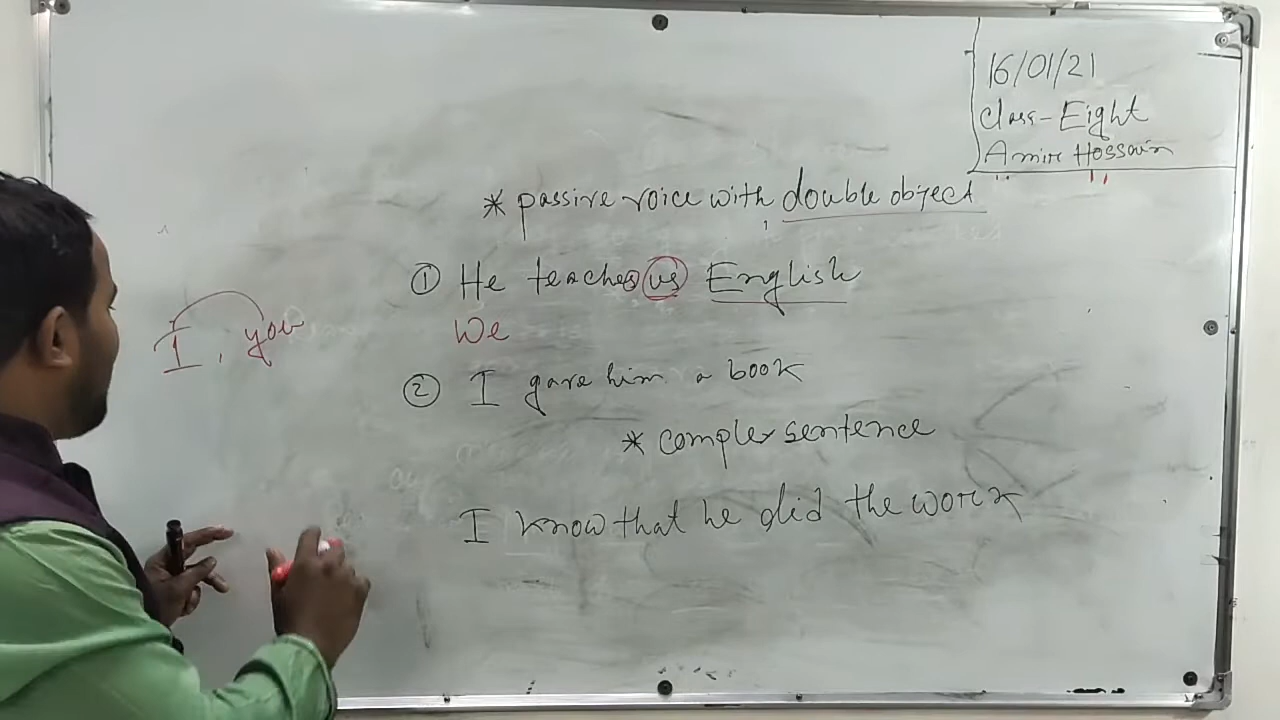 16/01/21
Class-Eight
Amir Hossain
* passive voice with double object
① He teaches us English
We
I, you
② I gave him a book
* complex sentence
I know that he did the work